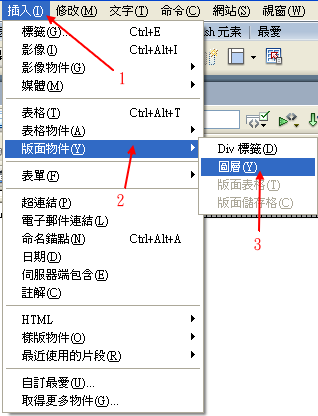 插入(I) 修改(M) 文字(T) 命令(C) 網站(S) 視窗(W)
sh 元素 最愛
標籤(G)... Ctrl+E
影像(I) Ctrl+Alt+I
影像物件(G)
媒體(M)
1
表格(T) Ctrl+Alt+T
表格物件(A)
版面物件(Y)
Div 標籤(D)
圖層(Y)
版面表格(T)
版面儲存格(C)
2
3
表單(F)
超連結(P)
電子郵件連結(L)
命名錨點(N) Ctrl+Alt+A
日期(D)
伺服器端包含(E)
註解(C)
HTML
樣版物件(O)
最近使用的片段(R)
自訂最愛(U)...
取得更多物件(G)...